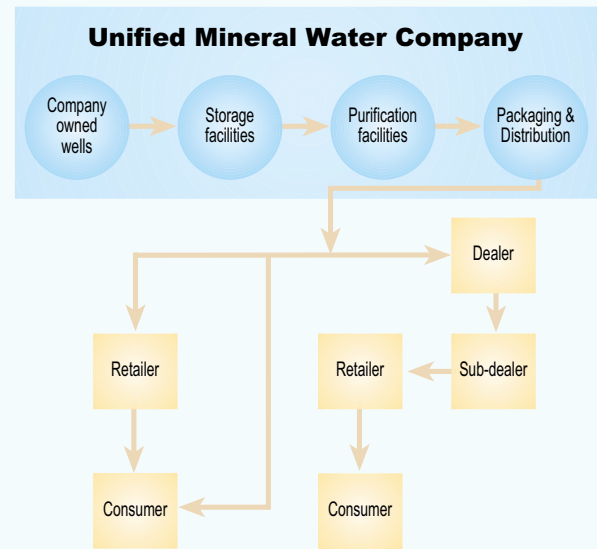 Unified Mineral Water Company
Company
owned
wells
Storage
facilities
Purification
facilities
Packaging &
Distribution
Dealer
Retailer
Retailer
Sub-dealer
Consumer
Consumer